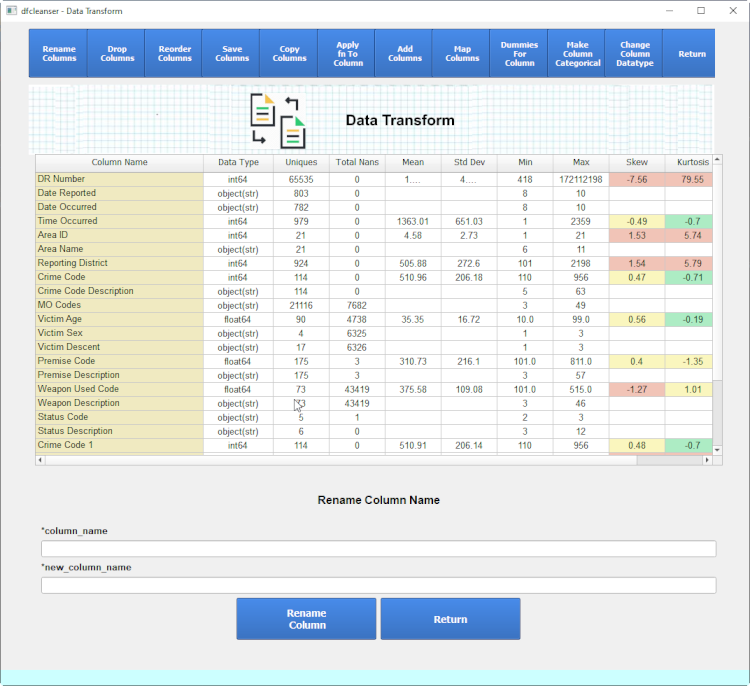 dfcleanser - Data Transform
Rename Columns
Drop Columns
Reorder Columns
Save Columns
Copy Columns
Apply fn To Column
Add Columns
Map Columns
Dummies For Column
Make Column Categorical
Change Column Datatype
Return
Data Transform
Column Name Data Type Uniques Total Nans Mean Std Dev Min Max Skew Kurtosis
DR Number int64 65535 0 1.... 4.... 418 172112198 -7.56 79.55
Date Reported object(str) 803 0 8 10
Date Occurred object(str) 782 0 8 10
Time Occurred int64 979 0 1363.01 651.03 1 2359 -0.49 -0.7
Area ID int64 21 0 4.58 2.73 1 21 1.53 5.74
Area Name object(str) 21 0 6 11
Reporting District int64 924 0 505.88 272.6 101 2198 1.54 5.79
Crime Code int64 114 0 510.96 206.18 110 956 0.47 -0.71
Crime Code Description object(str) 114 0 5 63
MO Codes object(str) 21116 7682 3 49
Victim Age float64 90 4738 35.35 16.72 10.0 99.0 0.56 -0.19
Victim Sex object(str) 4 6325 1 3
Victim Descent object(str) 17 6326 1 3
Premise Code float64 175 3 310.73 216.1 101.0 811.0 0.4 -1.35
Premise Description object(str) 175 3 3 57
Weapon Used Code float64 73 43419 375.58 109.08 101.0 515.0 -1.27 1.01
Weapon Description object(str) 73 43419 3 46
Status Code object(str) 5 1 2 3
Status Description object(str) 6 0 3 12
Crime Code 1 int64 114 0 510.91 206.14 110 956 0.48 -0.7
Rename Column Name
*column_name
*new_column_name
Rename Column
Return